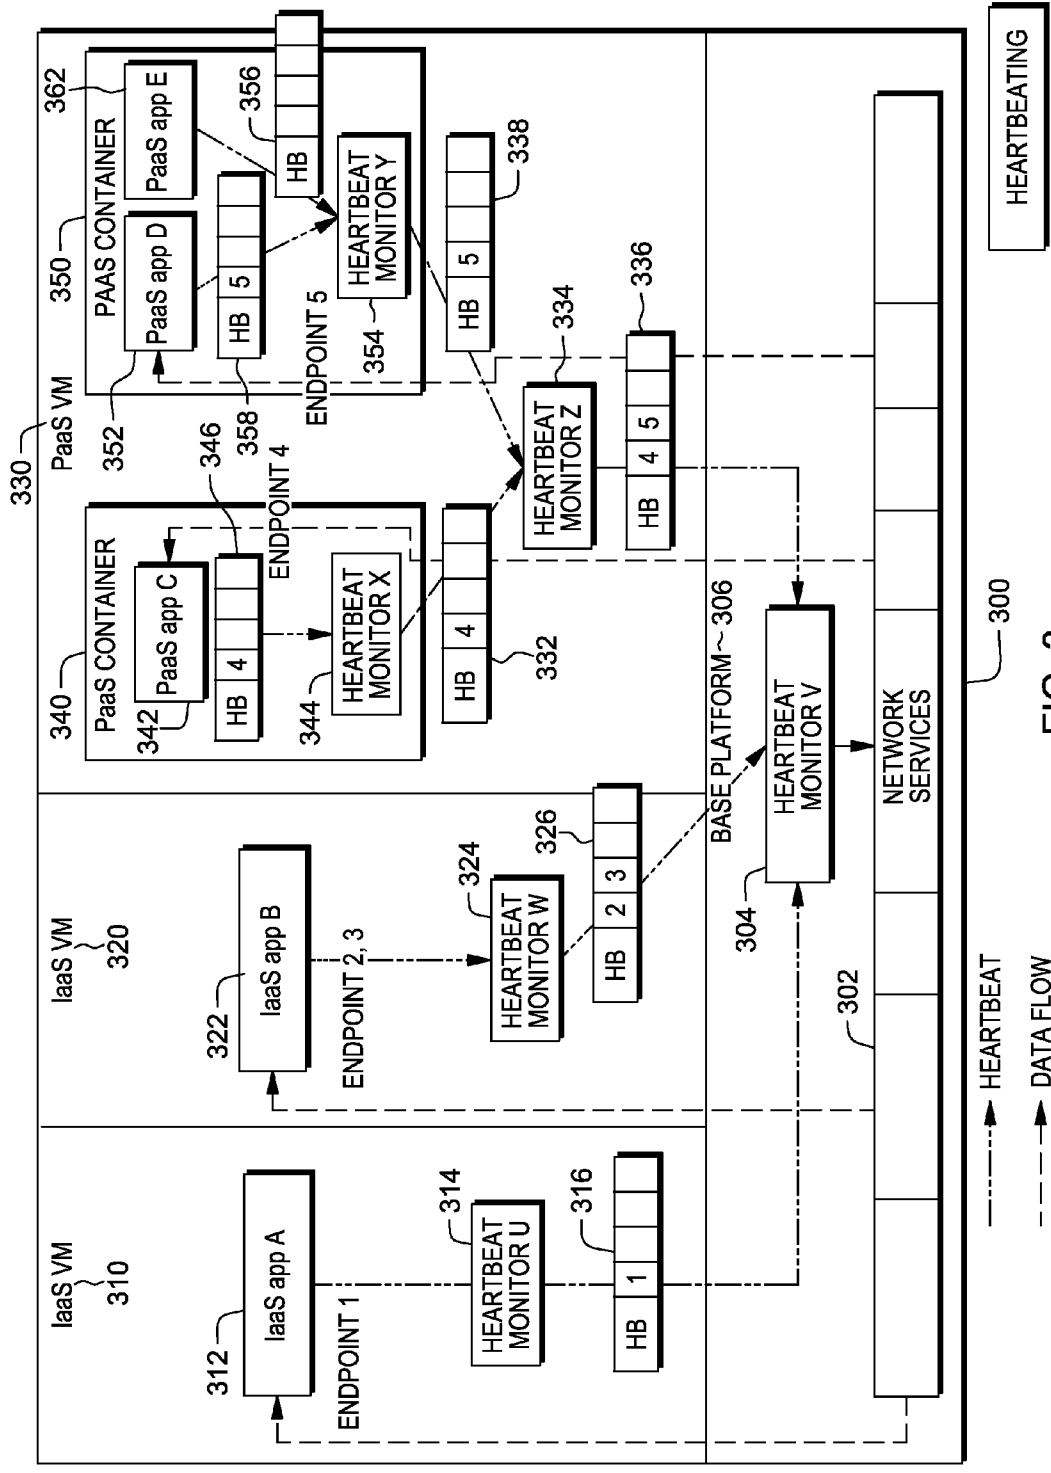 IaaS VM
310
IaaS VM
320
330
PaaS VM
312
IaaS app A
ENDPOINT 1
314
HEARTBEAT
MONITOR U
316
HB 1
322
IaaS app B
ENDPOINT 2, 3
324
HEARTBEAT
MONITOR W
326
HB 2 3
340
PaaS CONTAINER
342
PaaS app C
346
HB 4
ENDPOINT 4
344
HEARTBEAT
MONITOR X
332
HB 4
350
PAAS CONTAINER
352
PaaS app D
362
PaaS app E
358
HB 5
356
HB
ENDPOINT 5
354
HEARTBEAT
MONITOR Y
338
HB 5
334
HEARTBEAT
MONITOR Z
336
HB 4 5
BASE PLATFORM 306
304
HEARTBEAT
MONITOR V
302
NETWORK
SERVICES
300
HEARTBEAT
DATA FLOW
HEARTBEATING